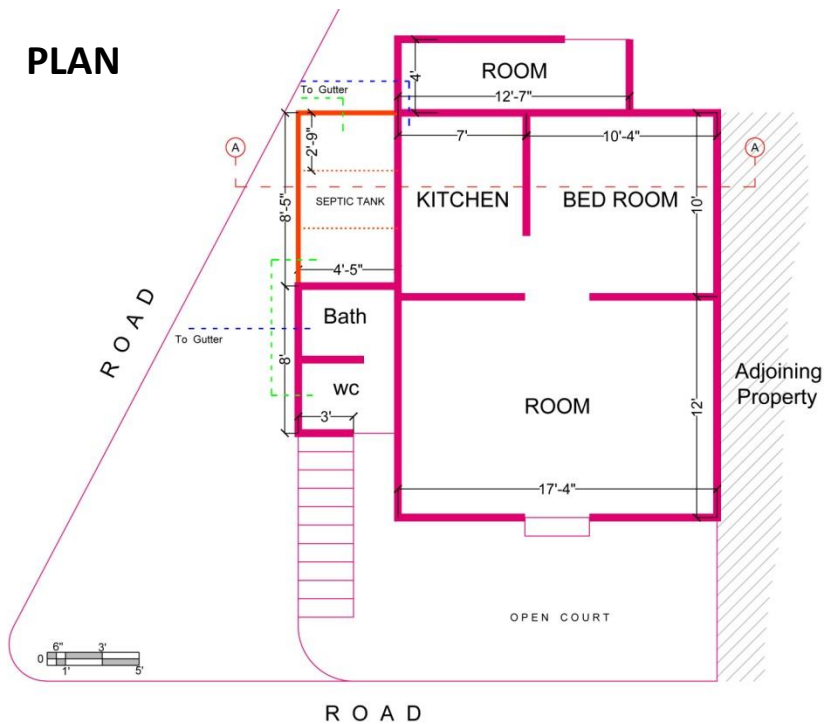 PLAN
ROOM
4'
12'-7"
To Gutter
7'
10'-4"
2'-9"
A
A
8'-5"
SEPTIC TANK
KITCHEN
BED ROOM
10'
4'-5"
Bath
To Gutter
8'
ROAD
wc
3'
ROOM
12'
Adjoining
Property
17'-4"
OPEN COURT
0
6"
3'
1'
5'
ROAD